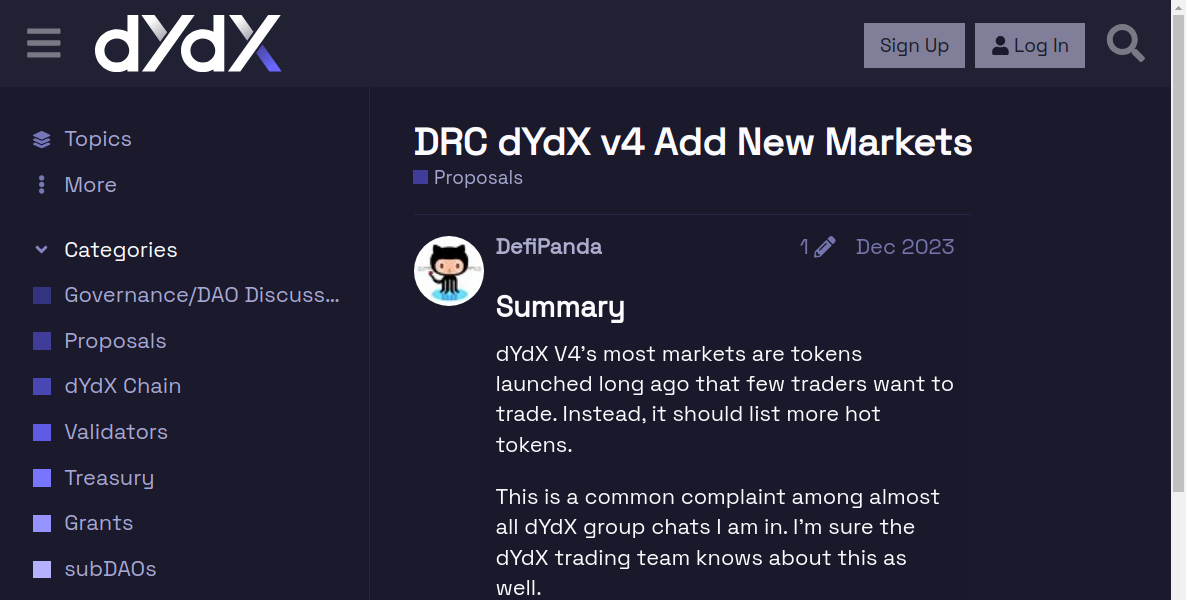 dYdX
Sign Up
Log In
Topics
More
Categories
Governance/DAO Discuss...
Proposals
dYdX Chain
Validators
Treasury
Grants
subDAOs
DRC dYdX v4 Add New Markets
Proposals
DefiPanda
1
Dec 2023
Summary
dYdX V4’s most markets are tokens
launched long ago that few traders want to
trade. Instead, it should list more hot
tokens.
This is a common complaint among almost
all dYdX group chats I am in. I’m sure the
dYdX trading team knows about this as
well.